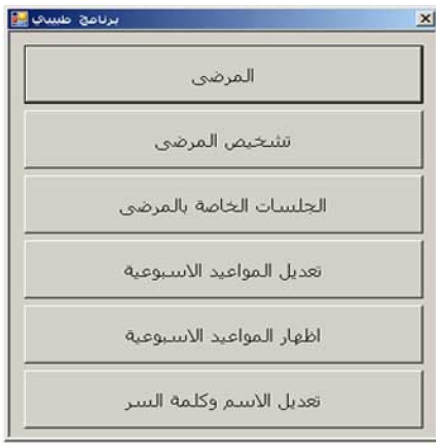 برنامج طبيبي
المرضى
تشخيص المرضى
الجلسات الخاصة بالمرضى
تعديل المواعيد الاسبوعية
اظهار المواعيد الاسبوعية
تعديل الاسم وكلمة السر